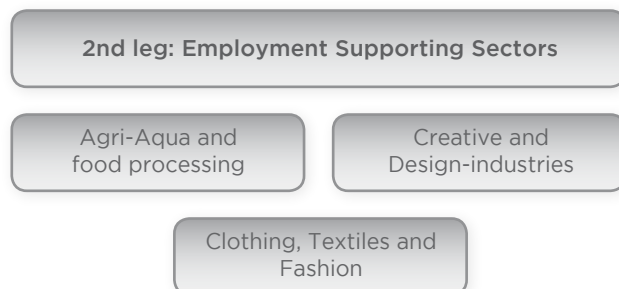 2nd leg: Employment Supporting Sectors
Agri-Aqua and
food processing
Creative and
Design-industries
Clothing, Textiles and
Fashion